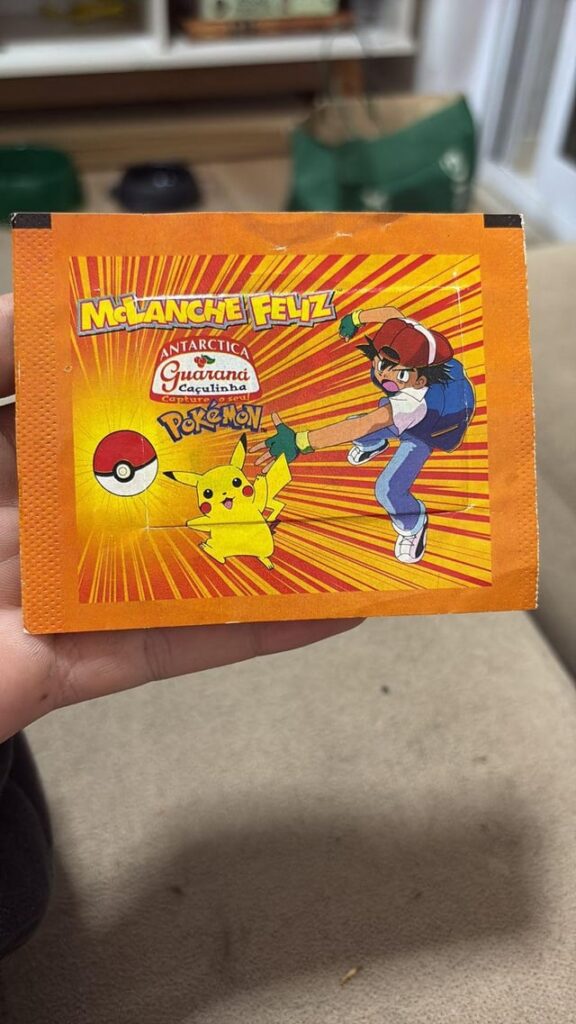 McLANCHE FELIZ
ANTARCTICA
Guaraná
Caçulinha
Capture o seu!
POKéMON